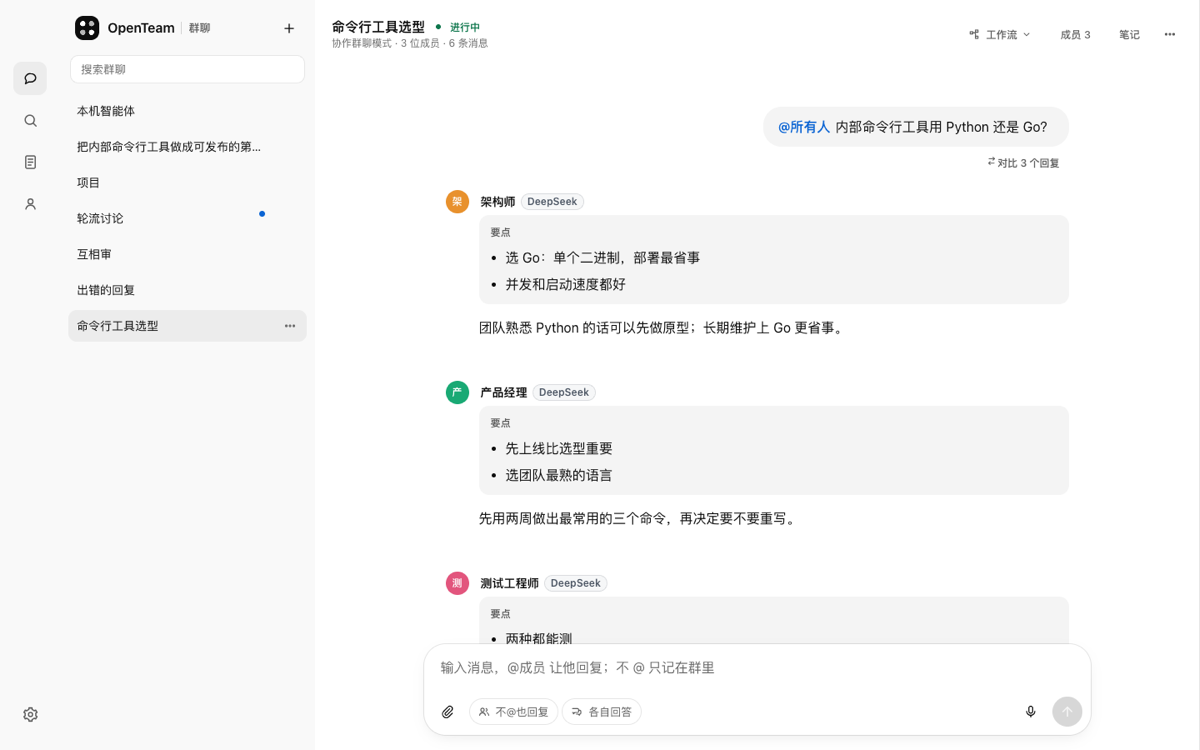 OpenTeam 群聊
搜索群聊
本机智能体
把内部命令行工具做成可发布的第...
项目
轮流讨论
互相审
出错的回复
命令行工具选型
命令行工具选型 进行中
协作群聊模式 · 3 位成员 · 6 条消息
工作流
成员 3
笔记
@所有人 内部命令行工具用 Python 还是 Go?
对比 3 个回复
架 架构师 DeepSeek
要点
• 选 Go：单个二进制，部署最省事
• 并发和启动速度都好
团队熟悉 Python 的话可以先做原型；长期维护上 Go 更省事。
产 产品经理 DeepSeek
要点
• 先上线比选型重要
• 选团队最熟的语言
先用两周做出最常用的三个命令，再决定要不要重写。
测 测试工程师 DeepSeek
要点
• 两种都能测
输入消息，@成员 让他回复；不 @ 只记在群里
不@也回复
各自回答